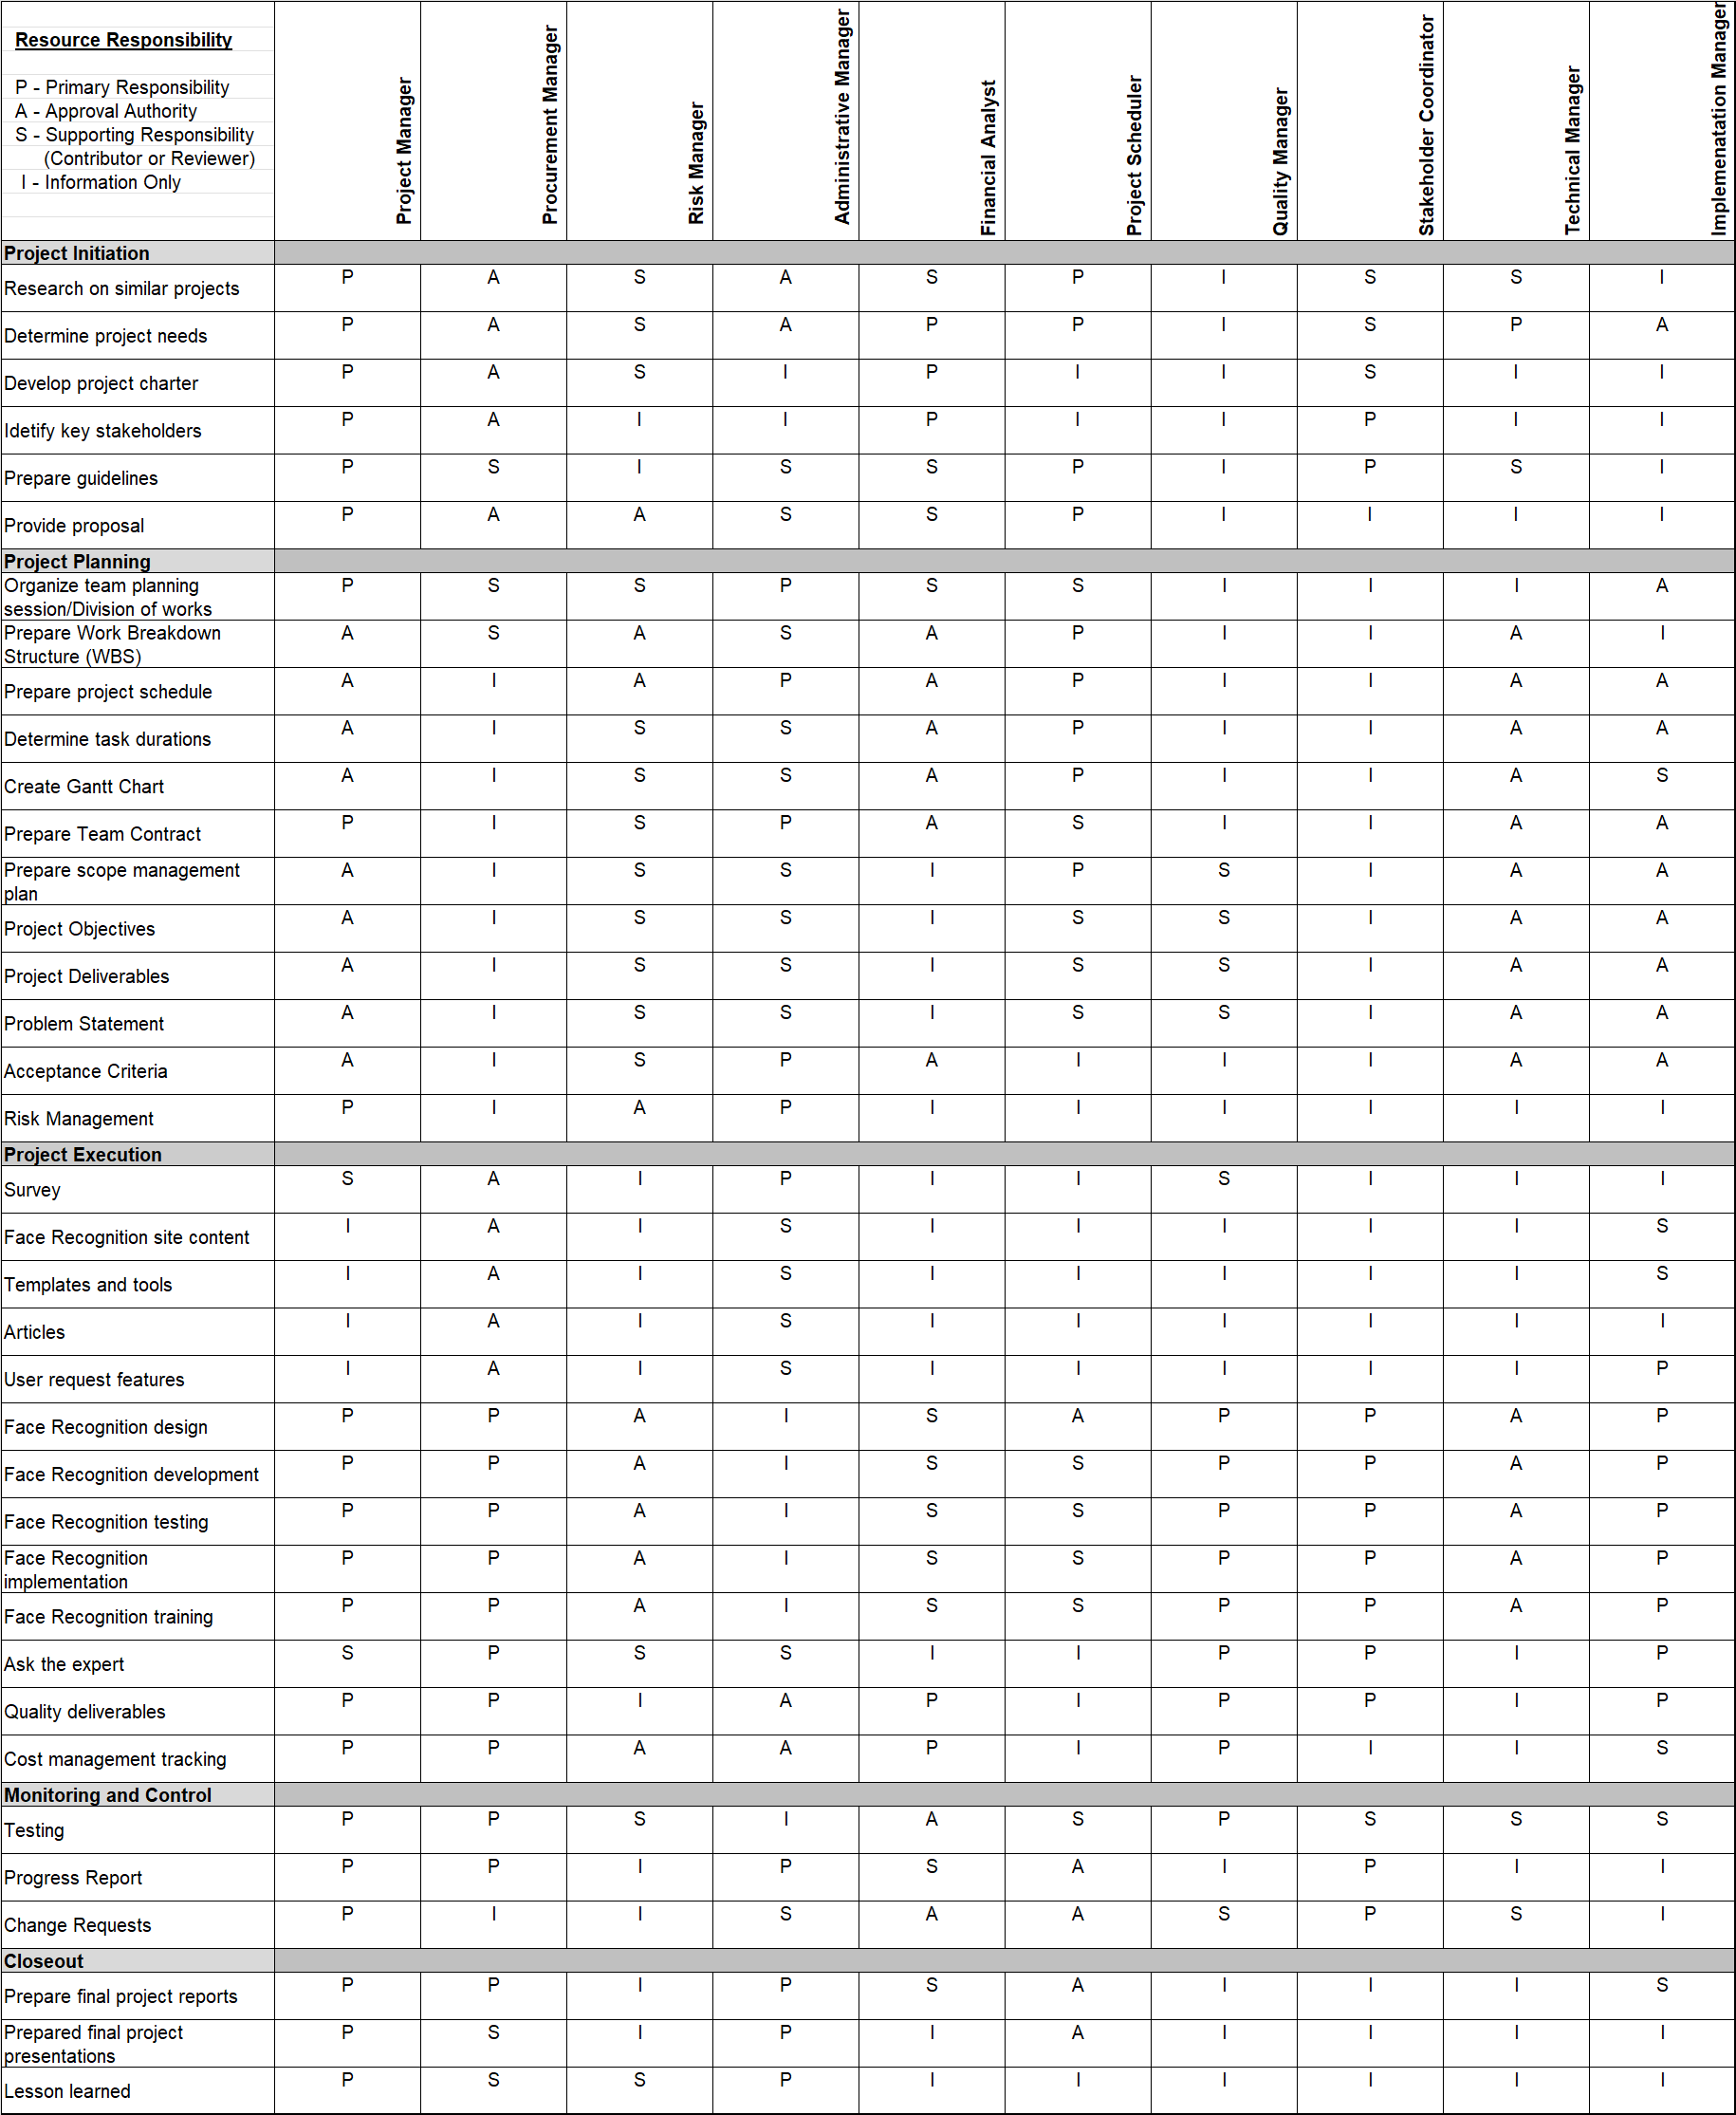 Resource Responsibility
P - Primary Responsibility
A - Approval Authority
S - Supporting Responsibility
(Contributor or Reviewer)
I - Information Only
Project Manager
Procurement Manager
Risk Manager
Administrative Manager
Financial Analyst
Project Scheduler
Quality Manager
Stakeholder Coordinator
Technical Manager
Implemenatation Manager
Project Initiation
Research on similar projects P A S A S P I S S I
Determine project needs P A S A P P I S P A
Develop project charter P A S I P I I S I I
Idetify key stakeholders P A I I P I I P I I
Prepare guidelines P S I S S P I P S I
Provide proposal P A A S S P I I I I
Project Planning
Organize team planning
session/Division of works P S S P S S I I I A
Prepare Work Breakdown
Structure (WBS) A S A S A P I I A I
Prepare project schedule A I A P A P I I A A
Determine task durations A I S S A P I I A A
Create Gantt Chart A I S S A P I I A S
Prepare Team Contract P I S P A S I I A A
Prepare scope management
plan A I S S I P S I A A
Project Objectives A I S S I S S I A A
Project Deliverables A I S S I S S I A A
Problem Statement A I S S I S S I A A
Acceptance Criteria A I S P A I I I A A
Risk Management P I A P I I I I I I
Project Execution
Survey S A I P I I S I I I
Face Recognition site content I A I S I I I I I S
Templates and tools I A I S I I I I I S
Articles I A I S I I I I I I
User request features I A I S I I I I I P
Face Recognition design P P A I S A P P A P
Face Recognition development P P A I S S P P A P
Face Recognition testing P P A I S S P P A P
Face Recognition
implementation P P A I S S P P A P
Face Recognition training P P A I S S P P A P
Ask the expert S P S S I I P P I P
Quality deliverables P P I A P I P P I P
Cost management tracking P P A A P I P I I S
Monitoring and Control
Testing P P S I A S P S S S
Progress Report P P I P S A I P I I
Change Requests P I I S A A S P S I
Closeout
Prepare final project reports P P I P S A I I I S
Prepared final project
presentations P S I P I A I I I I
Lesson learned P S S P I I I I I I